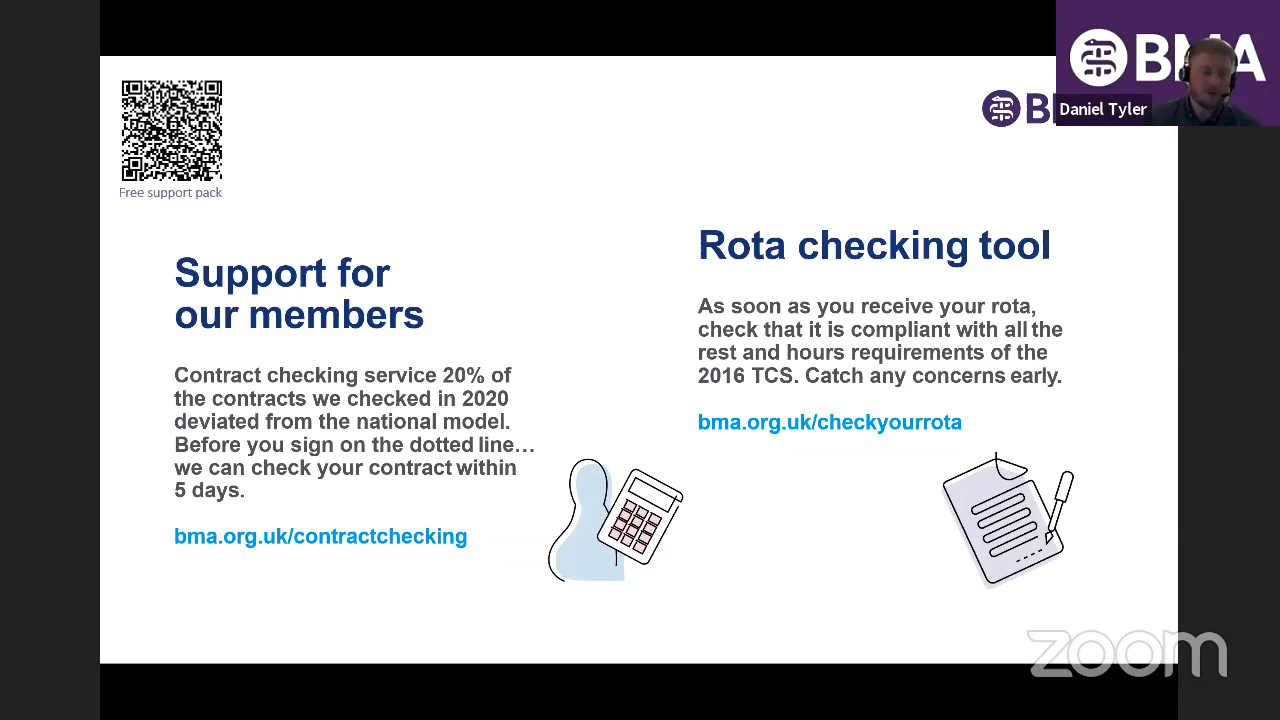 BMA
Daniel Tyler
Free support pack
Support for
our members
Contract checking service 20% of
the contracts we checked in 2020
deviated from the national model.
Before you sign on the dotted line…
we can check your contract within
5 days.
bma.org.uk/contractchecking
Rota checking tool
As soon as you receive your rota,
check that it is compliant with all the
rest and hours requirements of the
2016 TCS. Catch any concerns early.
bma.org.uk/checkyourrota
zoom